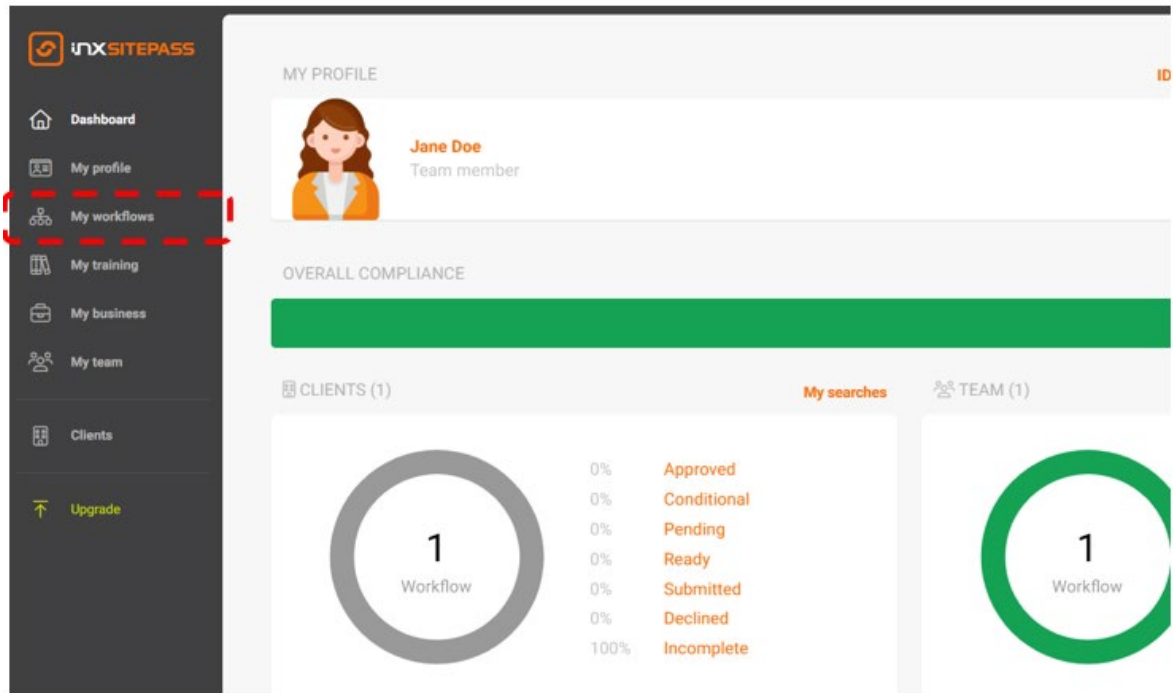 inxSITEPASS
Dashboard
My profile
My workflows
My training
My business
My team
Clients
Upgrade
MY PROFILE
ID
Jane Doe
Team member
OVERALL COMPLIANCE
CLIENTS (1)
My searches
1
Workflow
0% Approved
0% Conditional
0% Pending
0% Ready
0% Submitted
0% Declined
100% Incomplete
TEAM (1)
1
Workflow